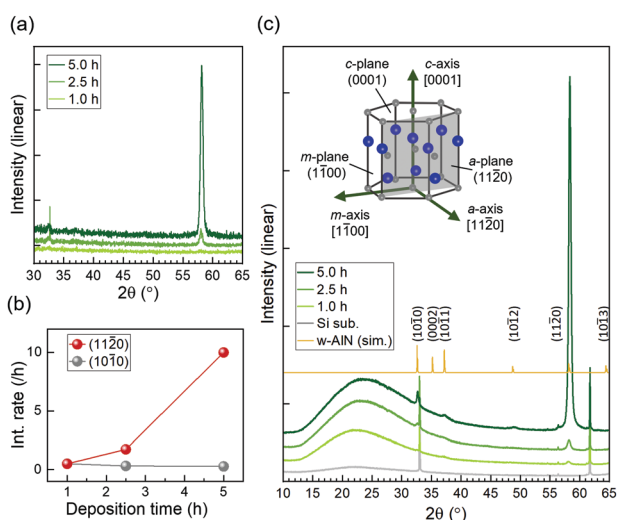 (a)
5.0 h
2.5 h
1.0 h
Intensity (linear)
30 35 40 45 50 55 60 65
2θ (°)
(b)
(112̅0)
(101̅0)
10
5
0
Int. rate (/h)
1 2 3 4 5
Deposition time (h)
(c)
c-plane
(0001)
c-axis
[0001]
m-plane
(11̅00)
a-plane
(112̅0)
m-axis
[11̅00]
a-axis
[112̅0]
5.0 h
2.5 h
1.0 h
Si sub.
w-AlN (sim.)
(101̅0)
(0002)
(101̅1)
(101̅2)
(112̅0)
(101̅3)
Intensity (linear)
10 15 20 25 30 35 40 45 50 55 60 65
2θ (°)